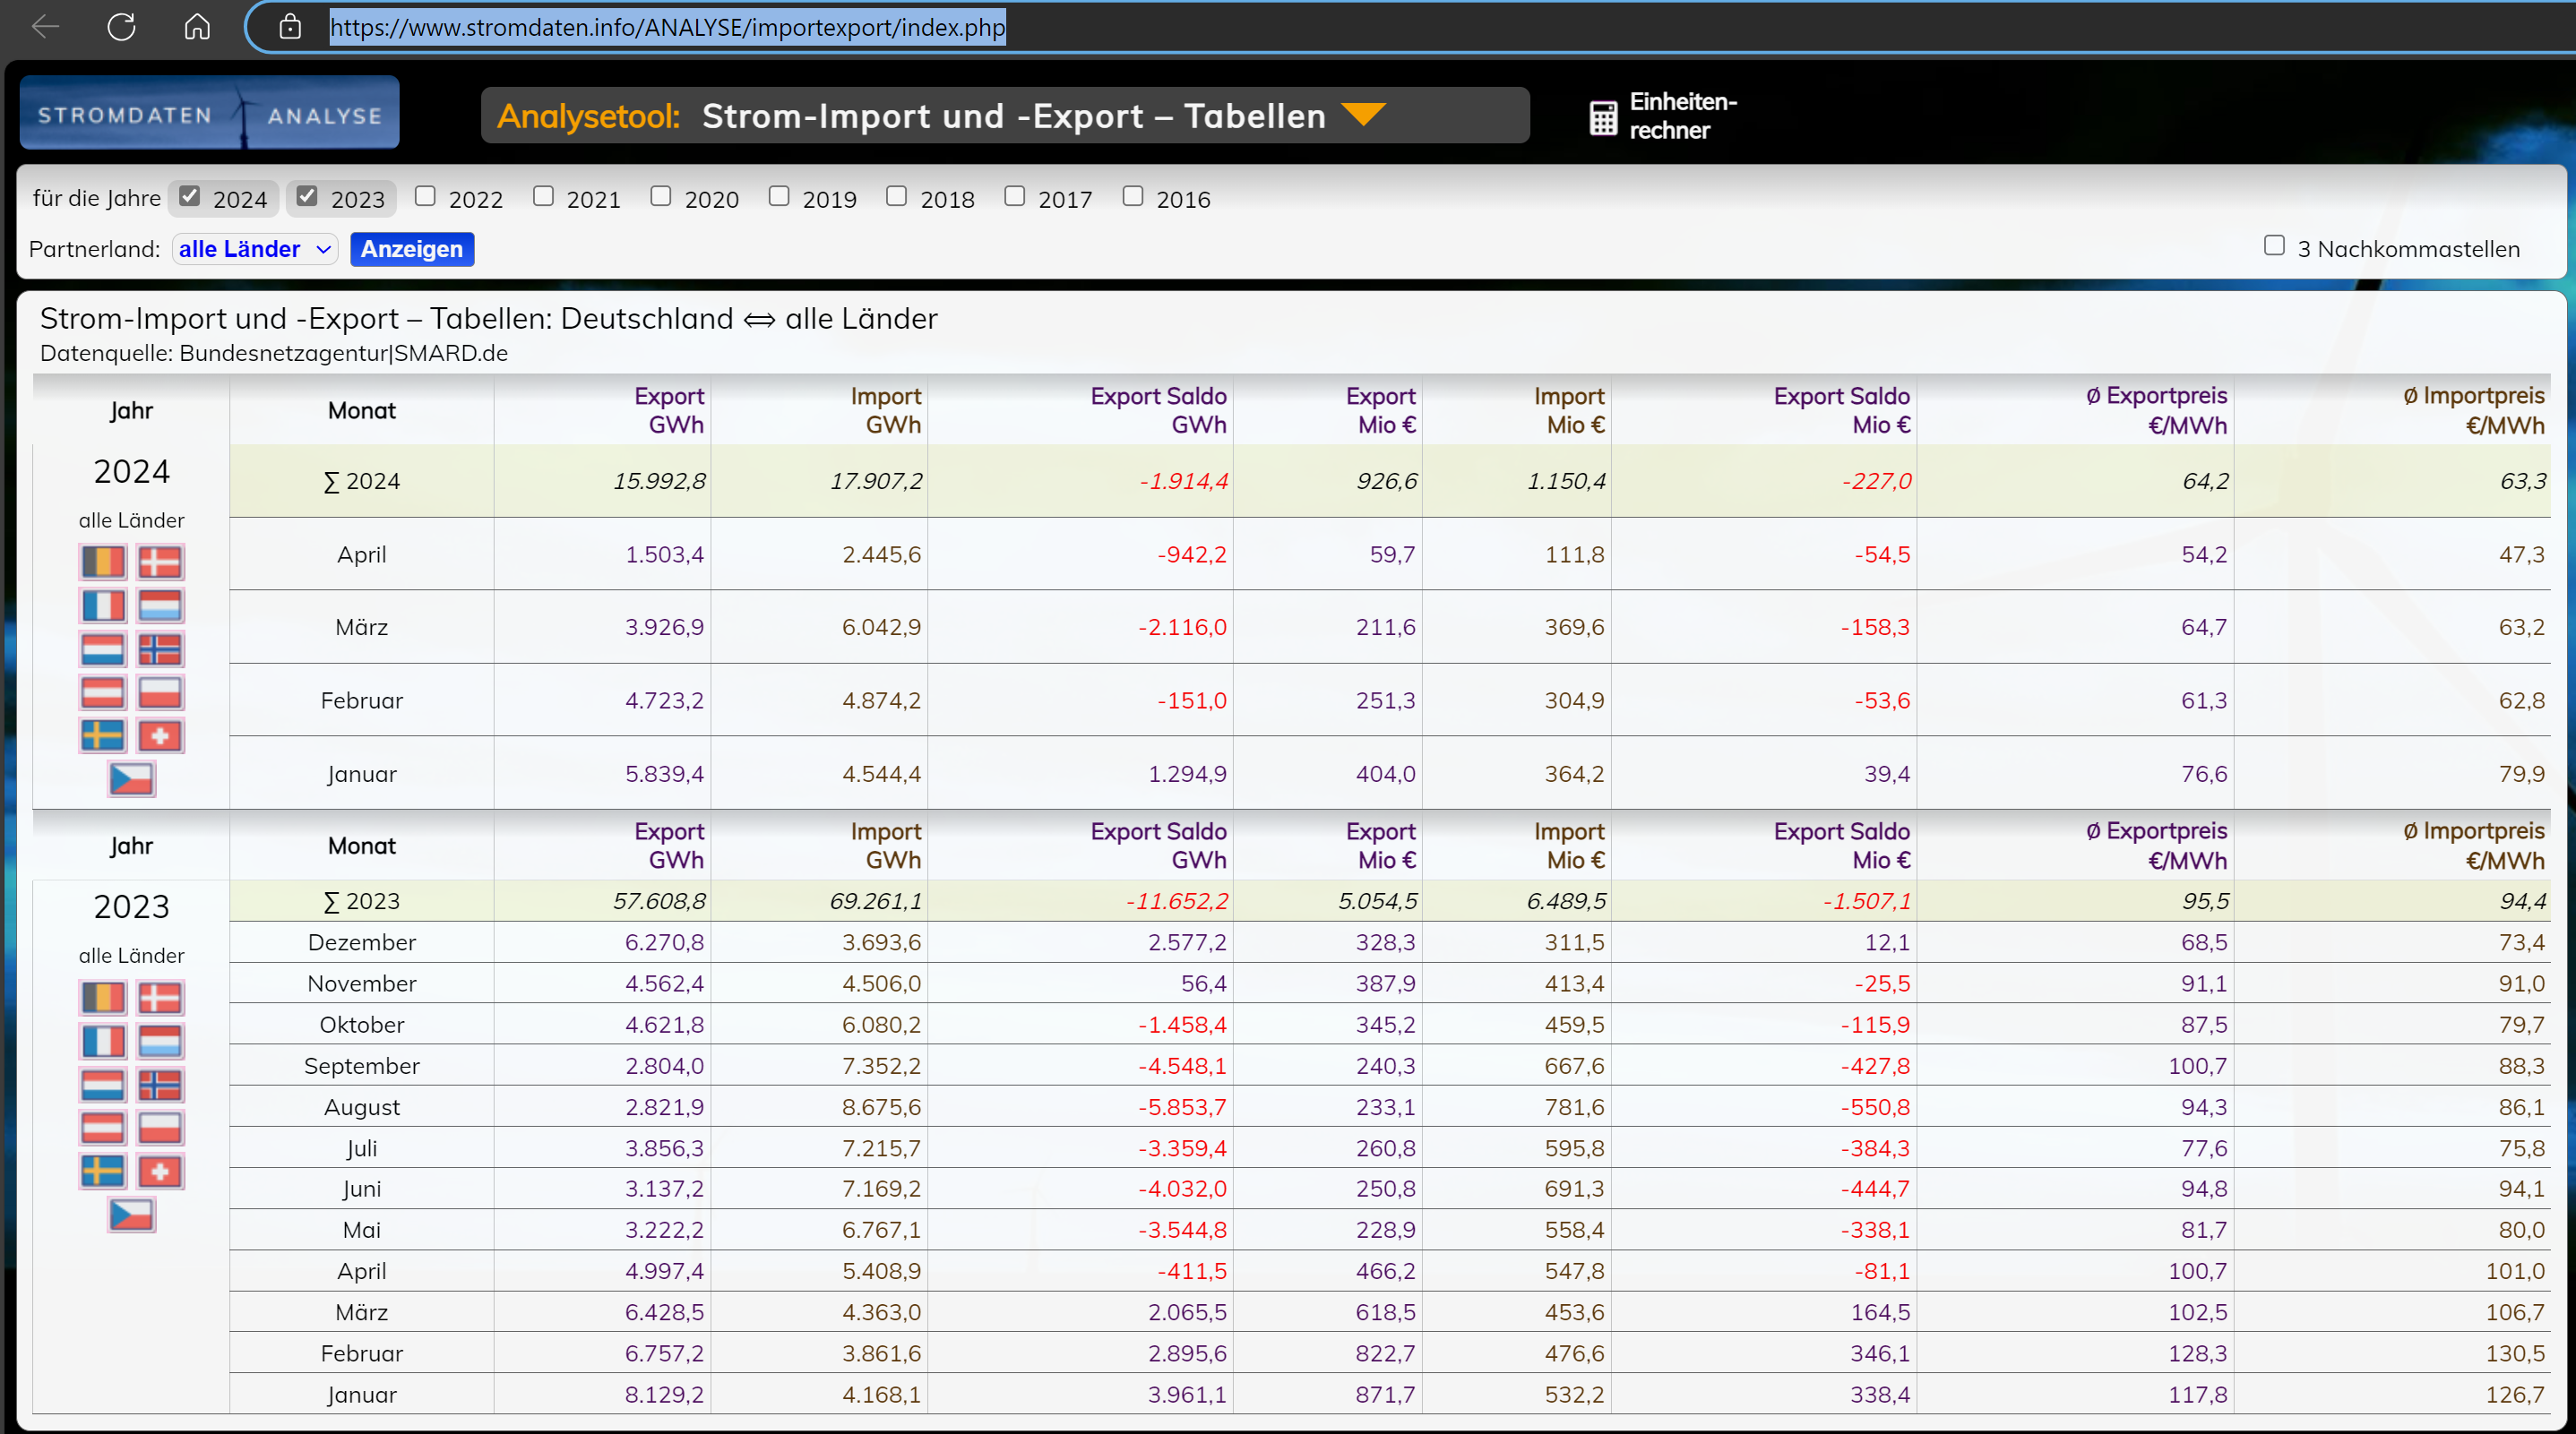 https://www.stromdaten.info/ANALYSE/importexport/index.php
STROMDATEN ANALYSE
Analysetool: Strom-Import und -Export – Tabellen
Einheiten-
rechner
für die Jahre 2024 2023 2022 2021 2020 2019 2018 2017 2016
Partnerland: alle Länder Anzeigen 3 Nachkommastellen
Strom-Import und -Export – Tabellen: Deutschland ⇔ alle Länder
Datenquelle: Bundesnetzagentur|SMARD.de
Jahr Monat Export GWh Import GWh Export Saldo GWh Export Mio € Import Mio € Export Saldo Mio € Ø Exportpreis €/MWh Ø Importpreis €/MWh
2024
alle Länder
∑ 2024 15.992,8 17.907,2 -1.914,4 926,6 1.150,4 -227,0 64,2 63,3
April 1.503,4 2.445,6 -942,2 59,7 111,8 -54,5 54,2 47,3
März 3.926,9 6.042,9 -2.116,0 211,6 369,6 -158,3 64,7 63,2
Februar 4.723,2 4.874,2 -151,0 251,3 304,9 -53,6 61,3 62,8
Januar 5.839,4 4.544,4 1.294,9 404,0 364,2 39,4 76,6 79,9
Jahr Monat Export GWh Import GWh Export Saldo GWh Export Mio € Import Mio € Export Saldo Mio € Ø Exportpreis €/MWh Ø Importpreis €/MWh
2023
alle Länder
∑ 2023 57.608,8 69.261,1 -11.652,2 5.054,5 6.489,5 -1.507,1 95,5 94,4
Dezember 6.270,8 3.693,6 2.577,2 328,3 311,5 12,1 68,5 73,4
November 4.562,4 4.506,0 56,4 387,9 413,4 -25,5 91,1 91,0
Oktober 4.621,8 6.080,2 -1.458,4 345,2 459,5 -115,9 87,5 79,7
September 2.804,0 7.352,2 -4.548,1 240,3 667,6 -427,8 100,7 88,3
August 2.821,9 8.675,6 -5.853,7 233,1 781,6 -550,8 94,3 86,1
Juli 3.856,3 7.215,7 -3.359,4 260,8 595,8 -384,3 77,6 75,8
Juni 3.137,2 7.169,2 -4.032,0 250,8 691,3 -444,7 94,8 94,1
Mai 3.222,2 6.767,1 -3.544,8 228,9 558,4 -338,1 81,7 80,0
April 4.997,4 5.408,9 -411,5 466,2 547,8 -81,1 100,7 101,0
März 6.428,5 4.363,0 2.065,5 618,5 453,6 164,5 102,5 106,7
Februar 6.757,2 3.861,6 2.895,6 822,7 476,6 346,1 128,3 130,5
Januar 8.129,2 4.168,1 3.961,1 871,7 532,2 338,4 117,8 126,7